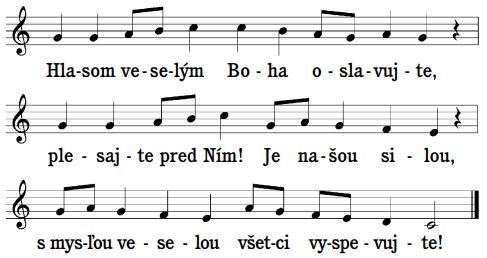 Hla-som ve-se-lým Bo-ha o-sla-vuj-te,
ple-saj-te pred Ním! Je na-šou si-lou,
s mys-ľou ve-se-lou všet-ci vy-spe-vuj-te!